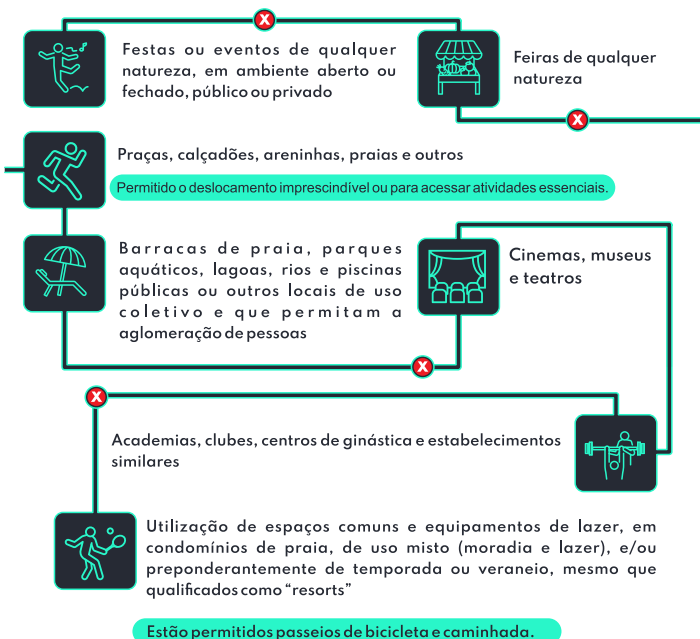 Festas ou eventos de qualquer
natureza, em ambiente aberto ou
fechado, público ou privado
Feiras de qualquer
natureza
Praças, calçadões, areninhas, praias e outros
Permitido o deslocamento imprescindível ou para acessar atividades essenciais.
Barracas de praia, parques
aquáticos, lagoas, rios e piscinas
públicas ou outros locais de uso
coletivo e que permitam a
aglomeração de pessoas
Cinemas, museus
e teatros
Academias, clubes, centros de ginástica e estabelecimentos
similares
Utilização de espaços comuns e equipamentos de lazer, em
condomínios de praia, de uso misto (moradia e lazer), e/ou
preponderantemente de temporada ou veraneio, mesmo que
qualificados como “resorts”
Estão permitidos passeios de bicicleta e caminhada.